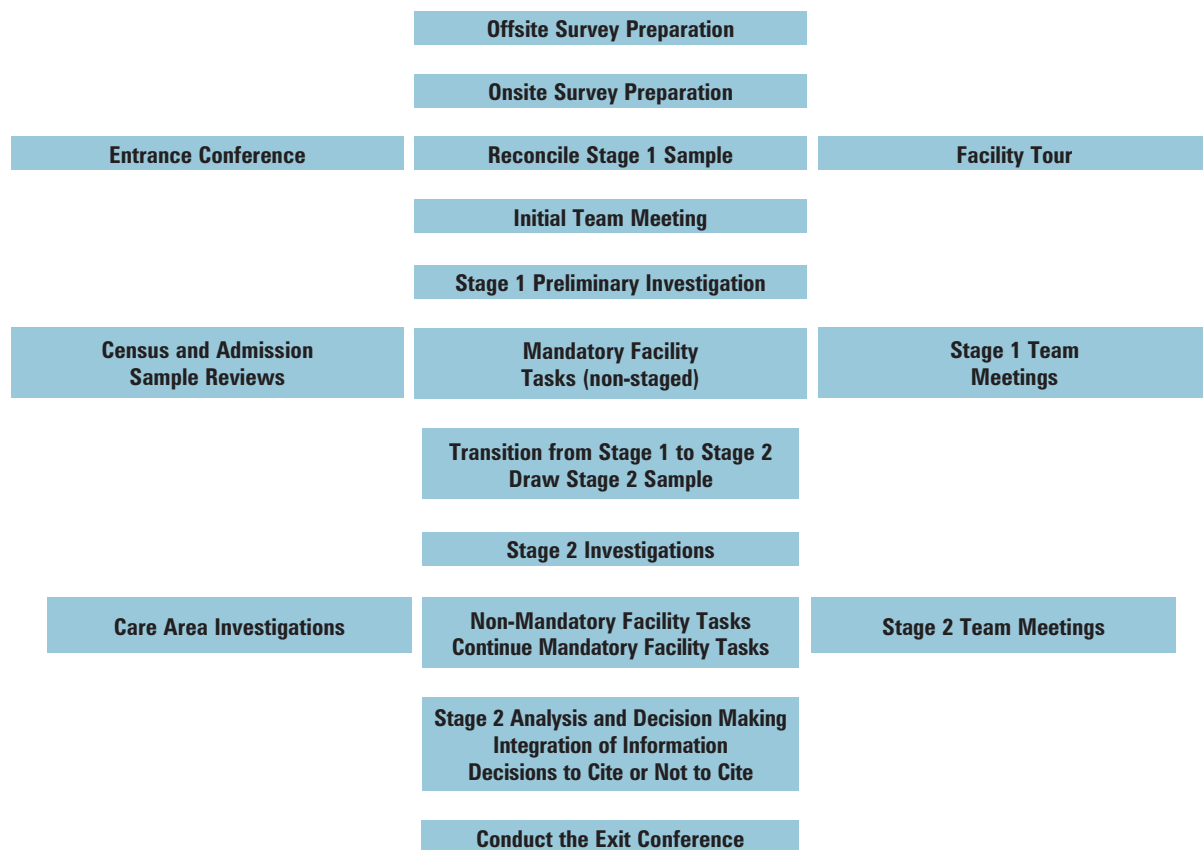 Offsite Survey Preparation
Onsite Survey Preparation
Entrance Conference
Reconcile Stage 1 Sample
Facility Tour
Initial Team Meeting
Stage 1 Preliminary Investigation
Census and Admission
Sample Reviews
Mandatory Facility
Tasks (non-staged)
Stage 1 Team
Meetings
Transition from Stage 1 to Stage 2
Draw Stage 2 Sample
Stage 2 Investigations
Care Area Investigations
Non-Mandatory Facility Tasks
Continue Mandatory Facility Tasks
Stage 2 Team Meetings
Stage 2 Analysis and Decision Making
Integration of Information
Decisions to Cite or Not to Cite
Conduct the Exit Conference